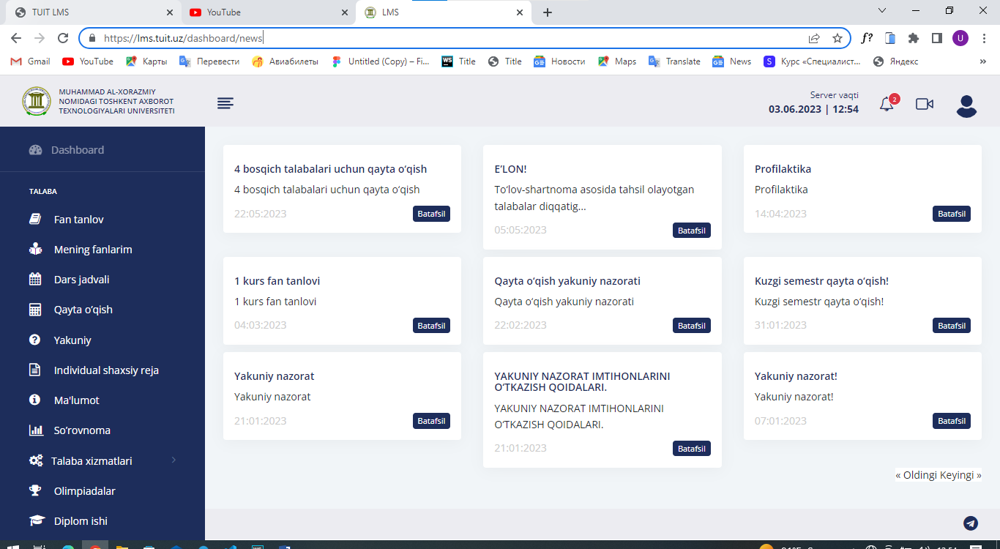 TUIT LMS
YouTube
LMS
https://lms.tuit.uz/dashboard/news
f?
U
Gmail
YouTube
Карты
Перевести
Авиабилеты
Untitled (Copy) – Fi...
WS
Title
Title
Новости
Maps
Translate
News
S
Курс «Специалист...
Яндекс
»
MUHAMMAD AL-XORAZMIY
NOMIDAGI TOSHKENT AXBOROT
TEXNOLOGIYALARI UNIVERSITETI
Server vaqti
03.06.2023 | 12:54
2
Dashboard
TALABA
Fan tanlov
Mening fanlarim
Dars jadvali
Qayta o‘qish
Yakuniy
Individual shaxsiy reja
Ma'lumot
So‘rovnoma
Talaba xizmatlari
Olimpiadalar
Diplom ishi
4 bosqich talabalari uchun qayta o‘qish
4 bosqich talabalari uchun qayta o‘qish
22:05:2023
Batafsil
E’LON!
To‘lov-shartnoma asosida tahsil olayotgan
talabalar diqqatig...
05:05:2023
Batafsil
Profilaktika
Profilaktika
14:04:2023
Batafsil
1 kurs fan tanlovi
1 kurs fan tanlovi
04:03:2023
Batafsil
Qayta o‘qish yakuniy nazorati
Qayta o‘qish yakuniy nazorati
22:02:2023
Batafsil
Kuzgi semestr qayta o‘qish!
Kuzgi semestr qayta o‘qish!
31:01:2023
Batafsil
Yakuniy nazorat
Yakuniy nazorat
21:01:2023
Batafsil
YAKUNIY NAZORAT IMTIHONLARINI
O‘TKAZISH QOIDALARI.
YAKUNIY NAZORAT IMTIHONLARINI
O‘TKAZISH QOIDALARI.
21:01:2023
Batafsil
Yakuniy nazorat!
Yakuniy nazorat!
07:01:2023
Batafsil
« Oldingi Keyingi »